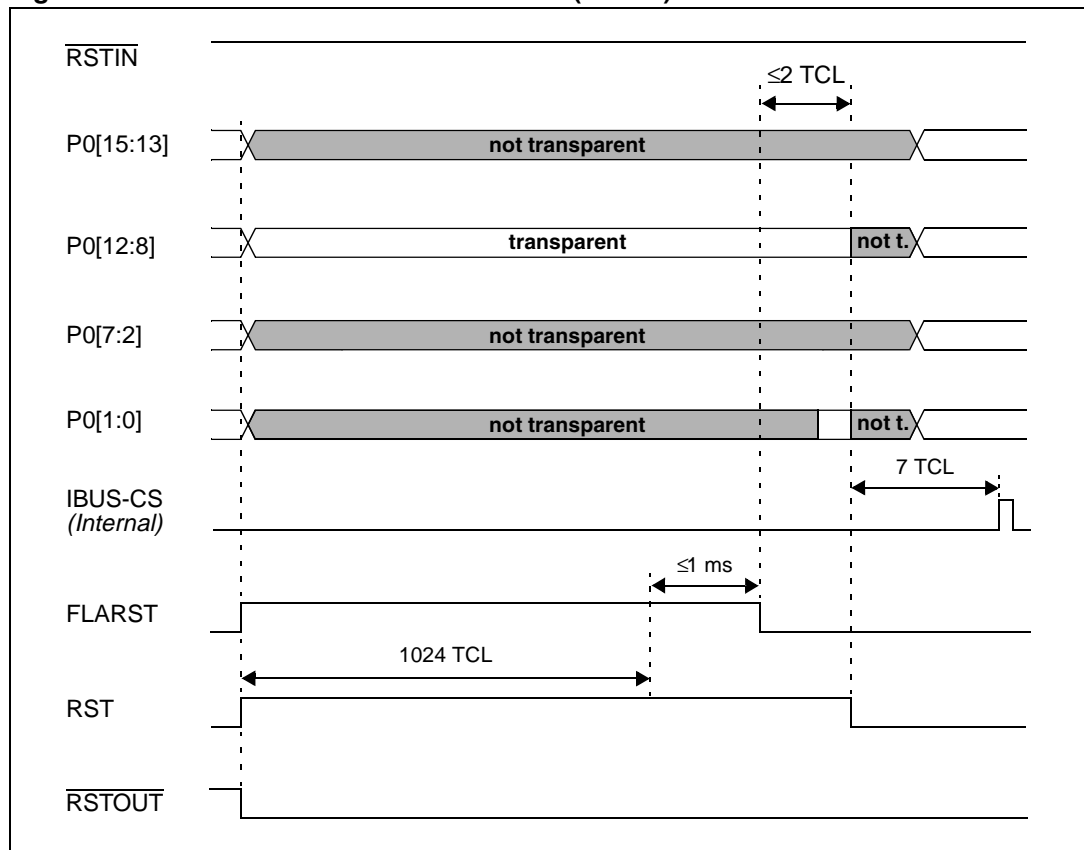 RSTIN
≤2 TCL
P0[15:13]
not transparent
P0[12:8]
transparent
not t.
P0[7:2]
not transparent
P0[1:0]
not transparent
not t.
7 TCL
IBUS-CS
(Internal)
≤1 ms
FLARST
1024 TCL
RST
RSTOUT